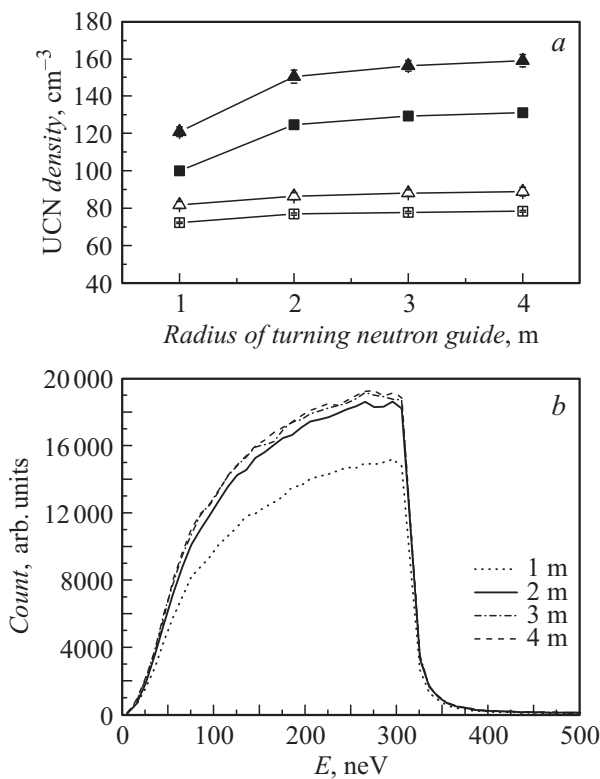 180
a
160
140
120
100
80
60
40
UCN density, cm⁻³
1 2 3 4
Radius of turning neutron guide, m
20 000
b
16 000
12 000
8000
4000
0
Count, arb. units
1 m
2 m
3 m
4 m
0 100 200 300 400 500
E, neV